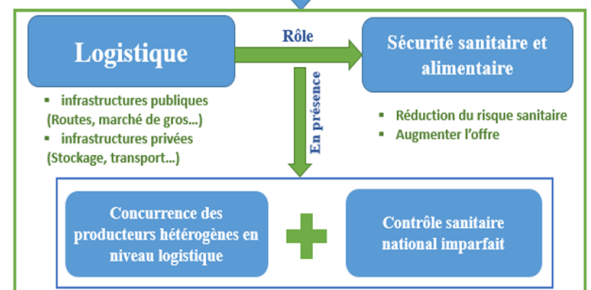 Logistique
Rôle
Sécurité sanitaire et
alimentaire
▪ infrastructures publiques
(Routes, marché de gros...)
▪ infrastructures privées
(Stockage, transport...)
En présence
▪ Réduction du risque sanitaire
▪ Augmenter l'offre
Concurrence des
producteurs hétérogènes en
niveau logistique
Contrôle sanitaire
national imparfait